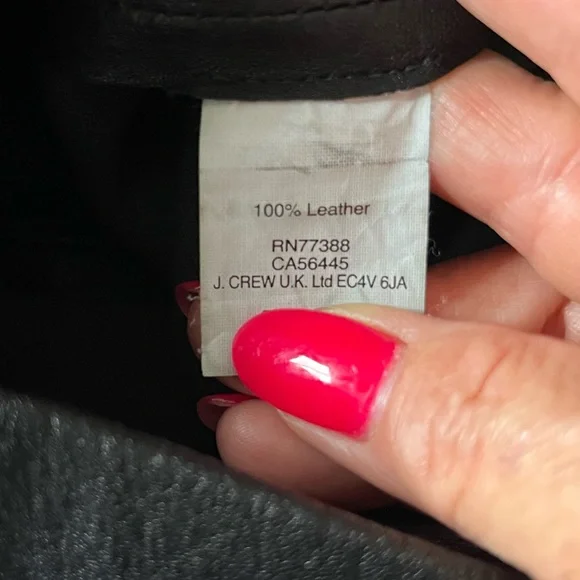 100% Leather
RN77388
CA56445
J. CREW U.K. Ltd EC4V 6JA